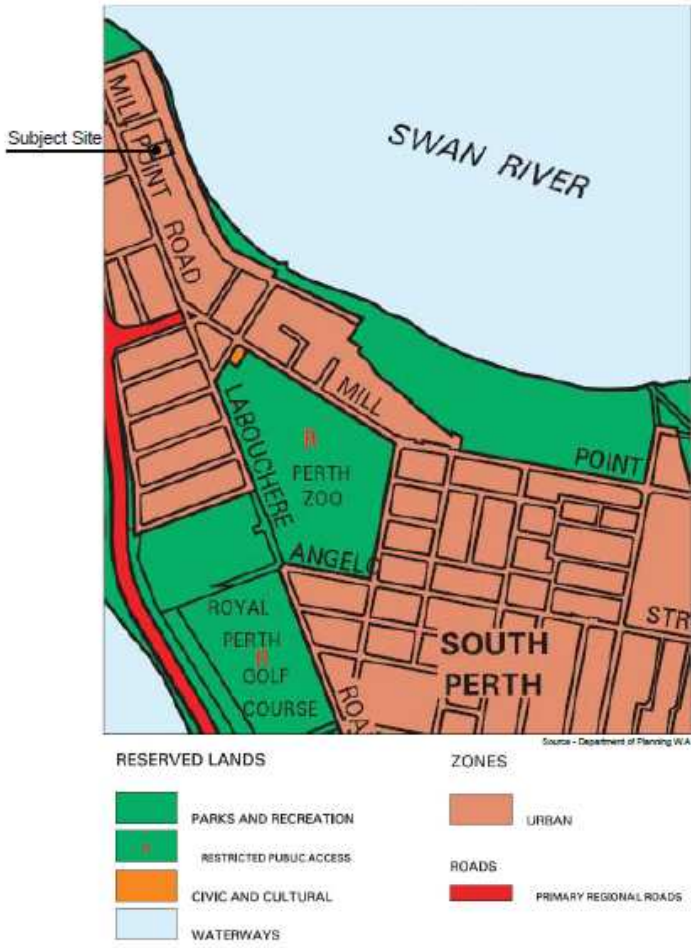 SWAN RIVER
MILL POINT ROAD
Subject Site
MILL
POINT
LABOUCHERE
R
PERTH
ZOO
ANGELO
ROYAL
PERTH
R
GOLF
COURSE
ROA
SOUTH
PERTH
STR
Source - Department of Planning WA
RESERVED LANDS
PARKS AND RECREATION
R
RESTRICTED PUBLIC ACCESS
CIVIC AND CULTURAL
WATERWAYS
ZONES
URBAN
ROADS
PRIMARY REGIONAL ROADS